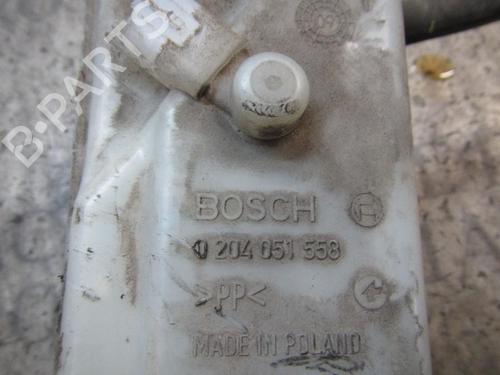 B-PARTS
BOSCH
0 204 051 558
>PP<
MADE IN POLAND